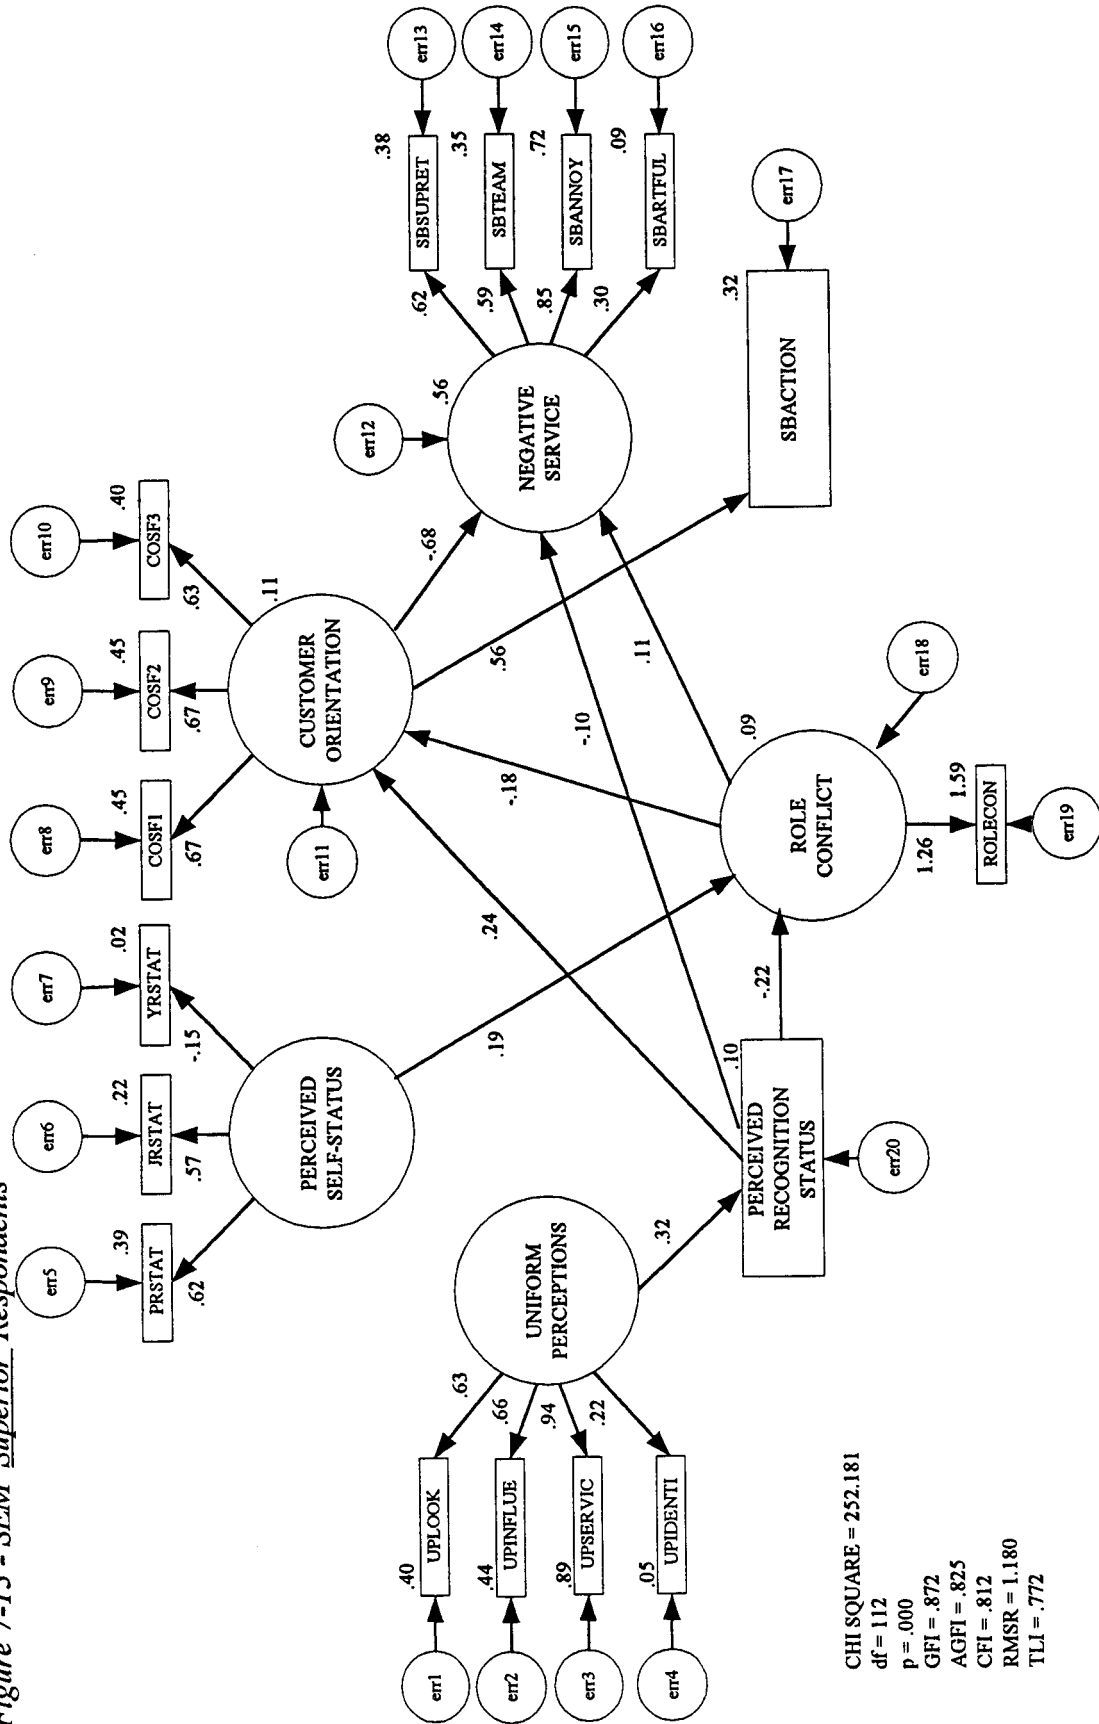 Figure 7-13 - SEM Superior Respondents
err5
err6
err7
err8
err9
err10
.39
.22
.02
.45
.45
.40
PRSTAT
JRSTAT
YRSTAT
COSF1
COSF2
COSF3
.62
.57
-.15
.67
.67
.63
PERCEIVED
SELF-STATUS
CUSTOMER
ORIENTATION
.11
err11
err12
.56
NEGATIVE
SERVICE
-.68
.62
.59
.85
.30
.38
SBSUPRET
err13
.35
SBTEAM
err14
.72
SBANNOY
err15
.09
SBARTFUL
err16
err1
.40
UPLOOK
.63
err2
.44
UPINFLUE
.66
err3
.89
UPSERVIC
.94
err4
.05
UPIDENTI
.22
UNIFORM
PERCEPTIONS
.32
.19
.24
-.18
-.10
.56
.11
.10
PERCEIVED
RECOGNITION
STATUS
err20
-.22
.09
ROLE
CONFLICT
err18
1.26
1.59
ROLECON
err19
.32
SBACTION
err17
CHI SQUARE = 252.181
df = 112
p = .000
GFI = .872
AGFI = .825
CFI = .812
RMSR = 1.180
TLI = .772